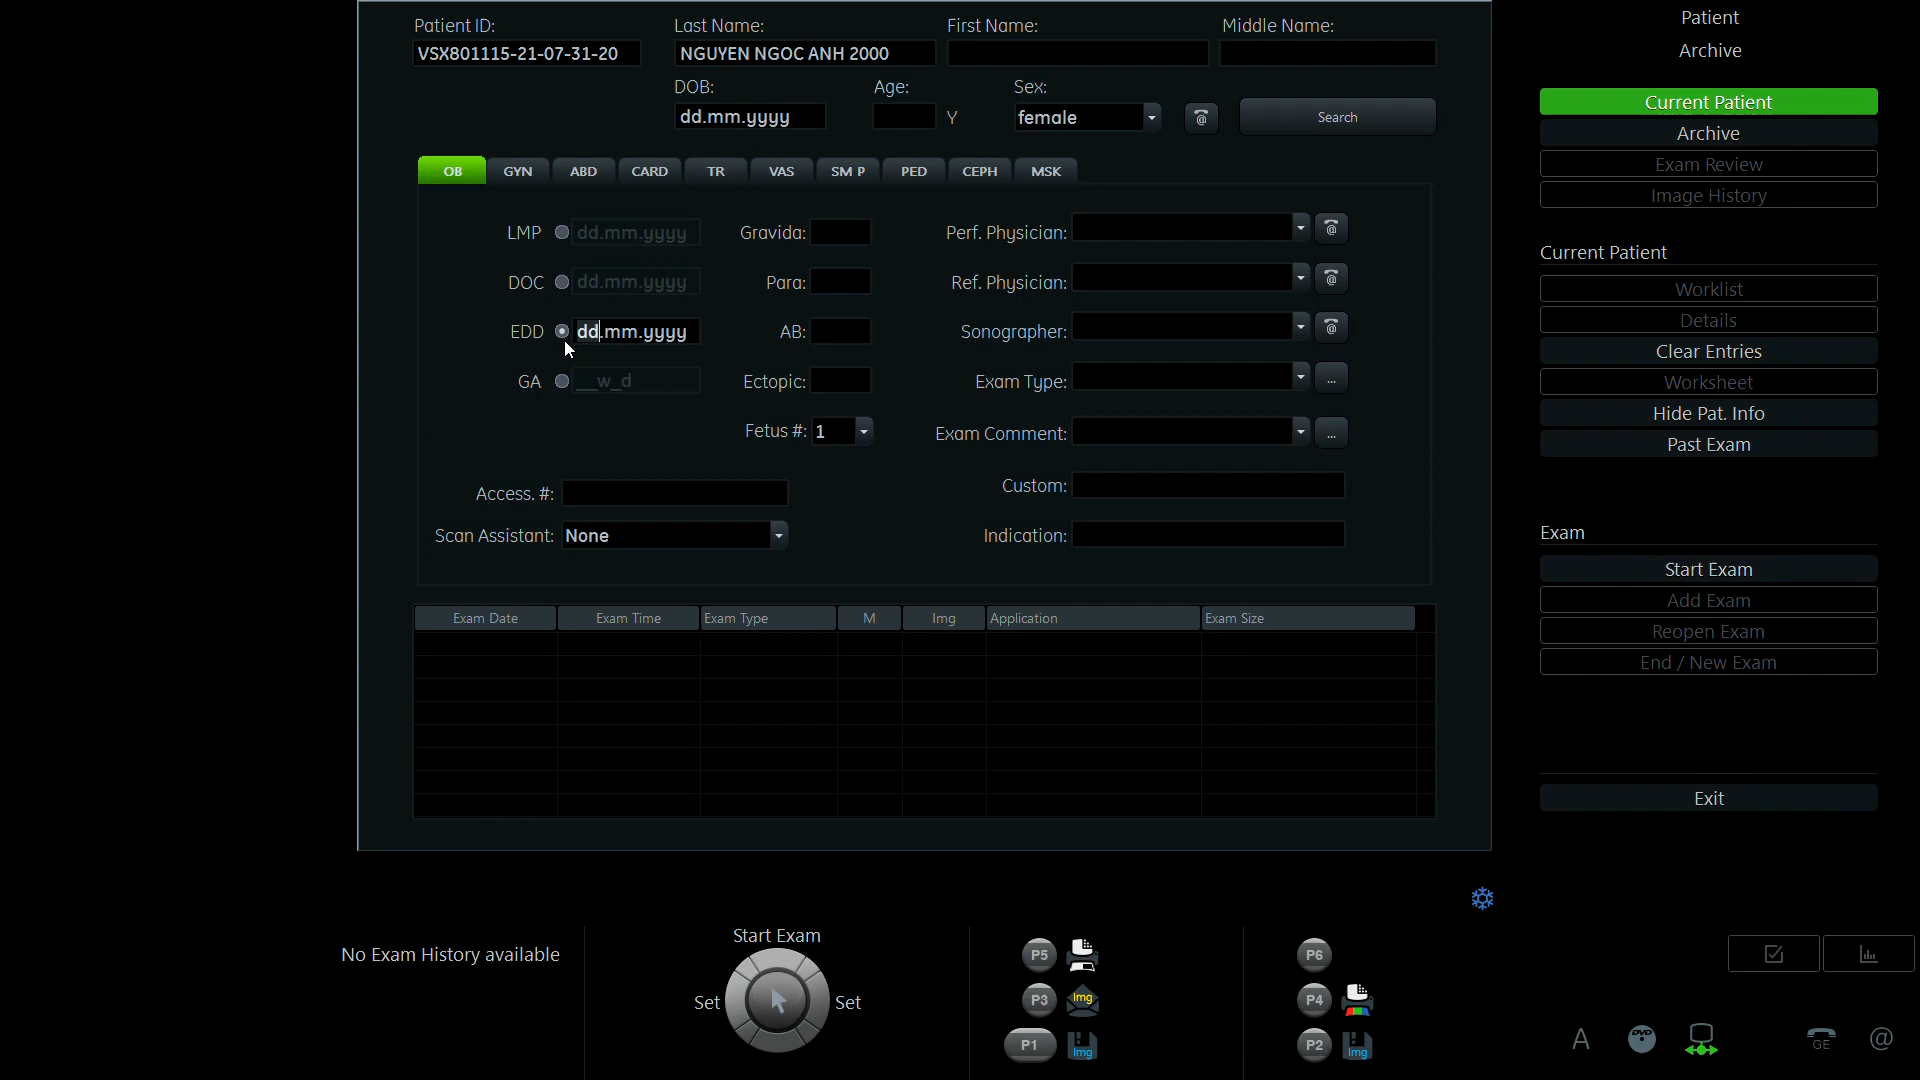 Patient ID: Last Name: First Name: Middle Name:
VSX801115-21-07-31-20 NGUYEN NGOC ANH 2000
DOB: Age: Sex:
dd.mm.yyyy Y female @ Search
OB GYN ABD CARD TR VAS SM P PED CEPH MSK
LMP dd.mm.yyyy Gravida: Perf. Physician: @
DOC dd.mm.yyyy Para: Ref. Physician: @
EDD dd.mm.yyyy AB: Sonographer: @
GA __w_d Ectopic: Exam Type: ...
Fetus #: 1 Exam Comment: ...
Access. #: Custom:
Scan Assistant: None Indication:
Exam Date Exam Time Exam Type M Img Application Exam Size
Patient
Archive
Current Patient
Archive
Exam Review
Image History
Current Patient
Worklist
Details
Clear Entries
Worksheet
Hide Pat. Info
Past Exam
Exam
Start Exam
Add Exam
Reopen Exam
End / New Exam
Exit
No Exam History available
Start Exam
Set Set
P5
P3 Img
P1 Img
P6
P4
P2 Img
A DVD GE @